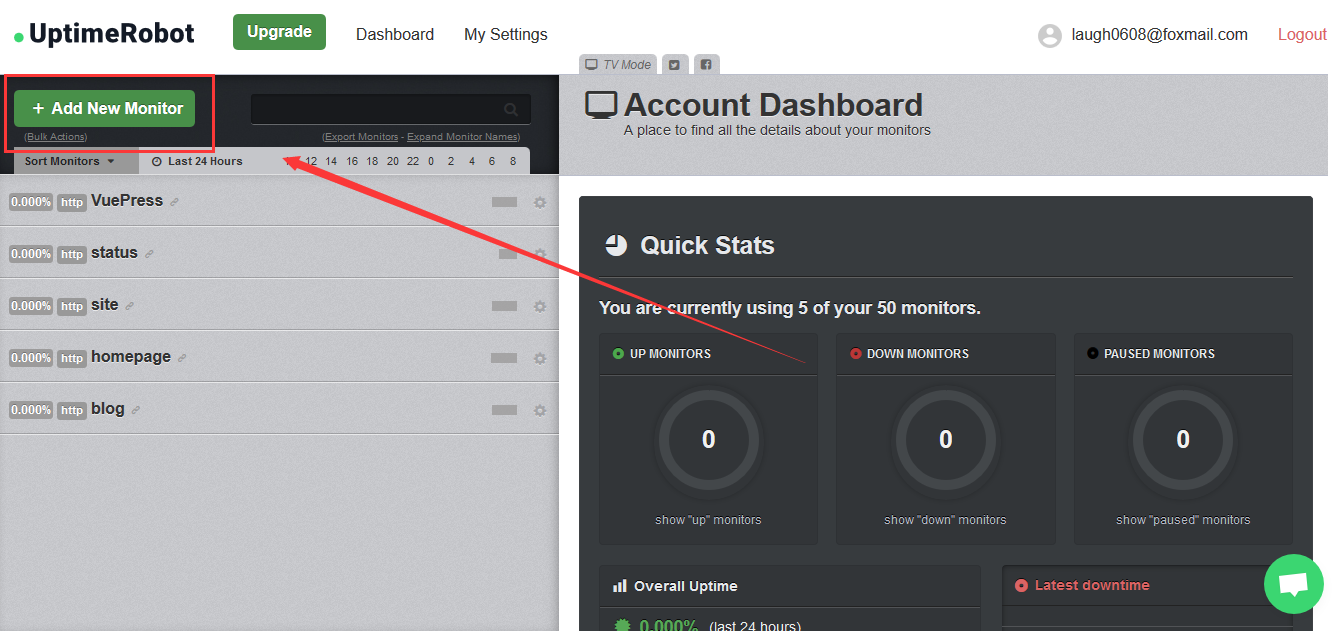 UptimeRobot
Upgrade
Dashboard
My Settings
laugh0608@foxmail.com
Logout
TV Mode
+ Add New Monitor
(Bulk Actions)
(Export Monitors - Expand Monitor Names)
Sort Monitors
Last 24 Hours
12 14 16 18 20 22 0 2 4 6 8
0.000% http VuePress
0.000% http status
0.000% http site
0.000% http homepage
0.000% http blog
Account Dashboard
A place to find all the details about your monitors
Quick Stats
You are currently using 5 of your 50 monitors.
UP MONITORS
0
show "up" monitors
DOWN MONITORS
0
show "down" monitors
PAUSED MONITORS
0
show "paused" monitors
Overall Uptime
0.000% (last 24 hours)
Latest downtime